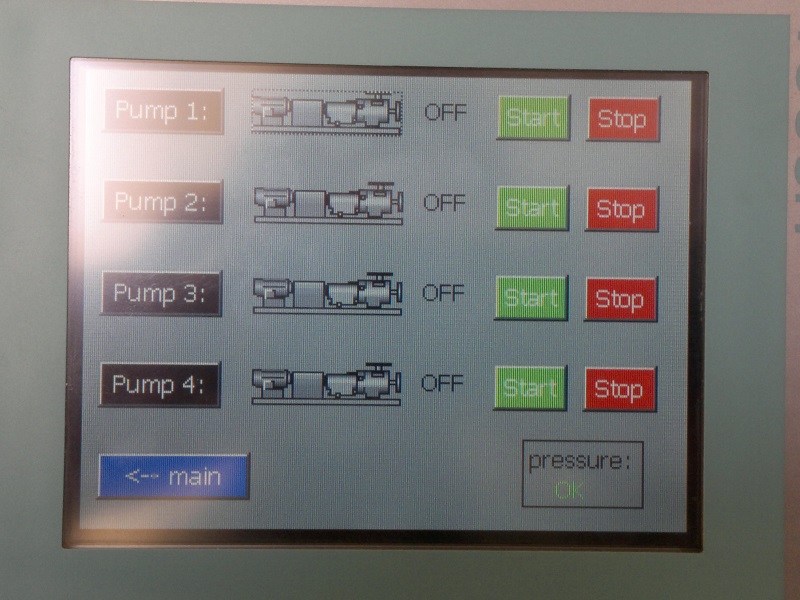 Pump 1: OFF Start Stop
Pump 2: OFF Start Stop
Pump 3: OFF Start Stop
Pump 4: OFF Start Stop
<-- main
pressure:
OK